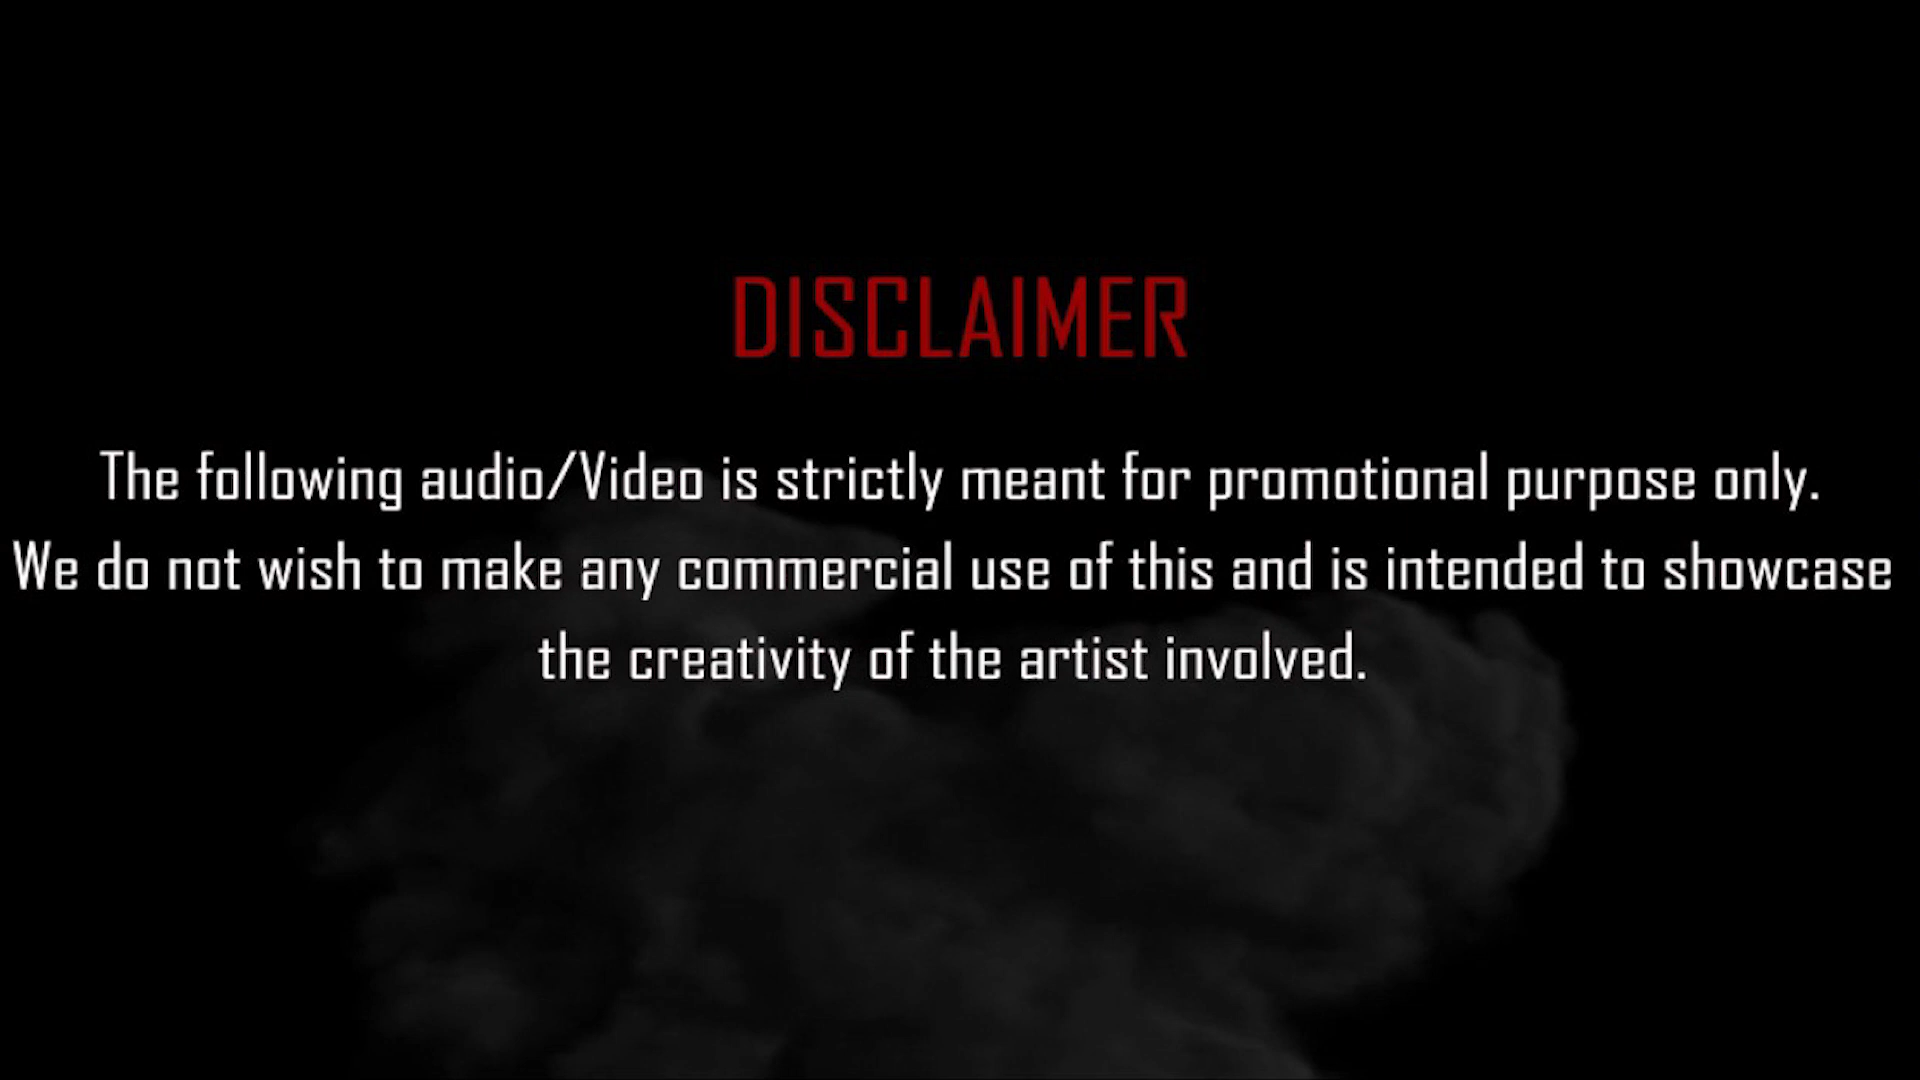 DISCLAIMER
The following audio/Video is strictly meant for promotional purpose only.
We do not wish to make any commercial use of this and is intended to showcase
the creativity of the artist involved.